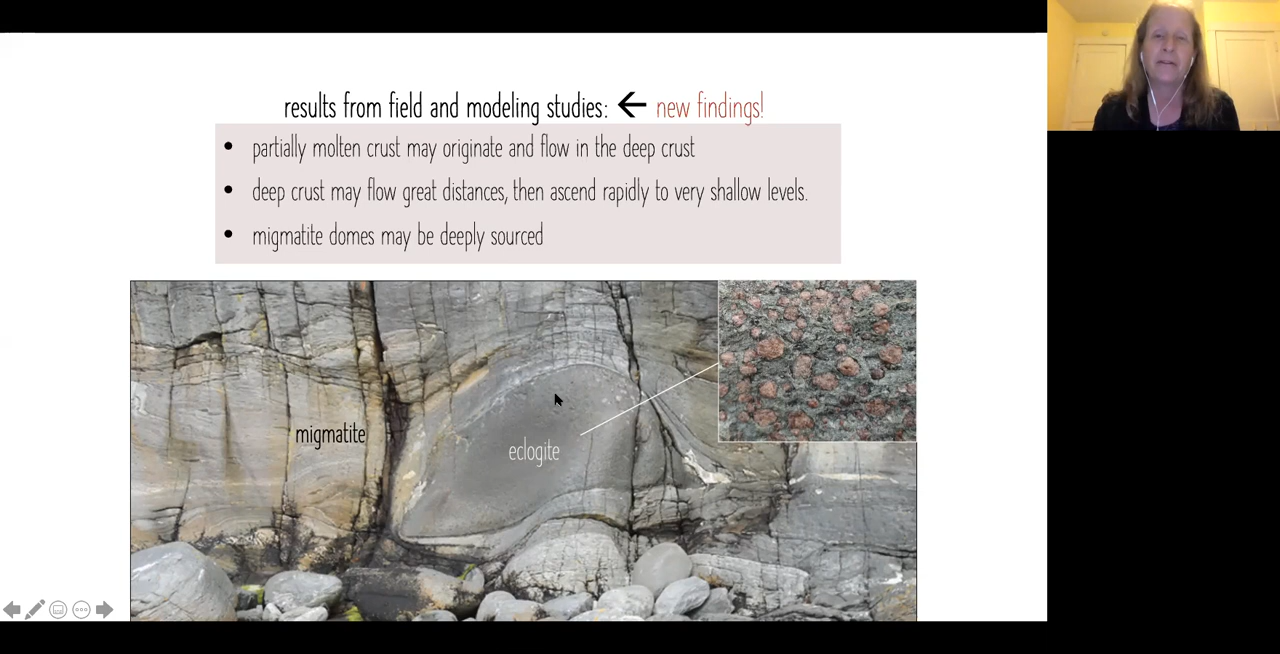 results from field and modeling studies: ← new findings!
• partially molten crust may originate and flow in the deep crust
• deep crust may flow great distances, then ascend rapidly to very shallow levels.
• migmatite domes may be deeply sourced
migmatite
eclogite